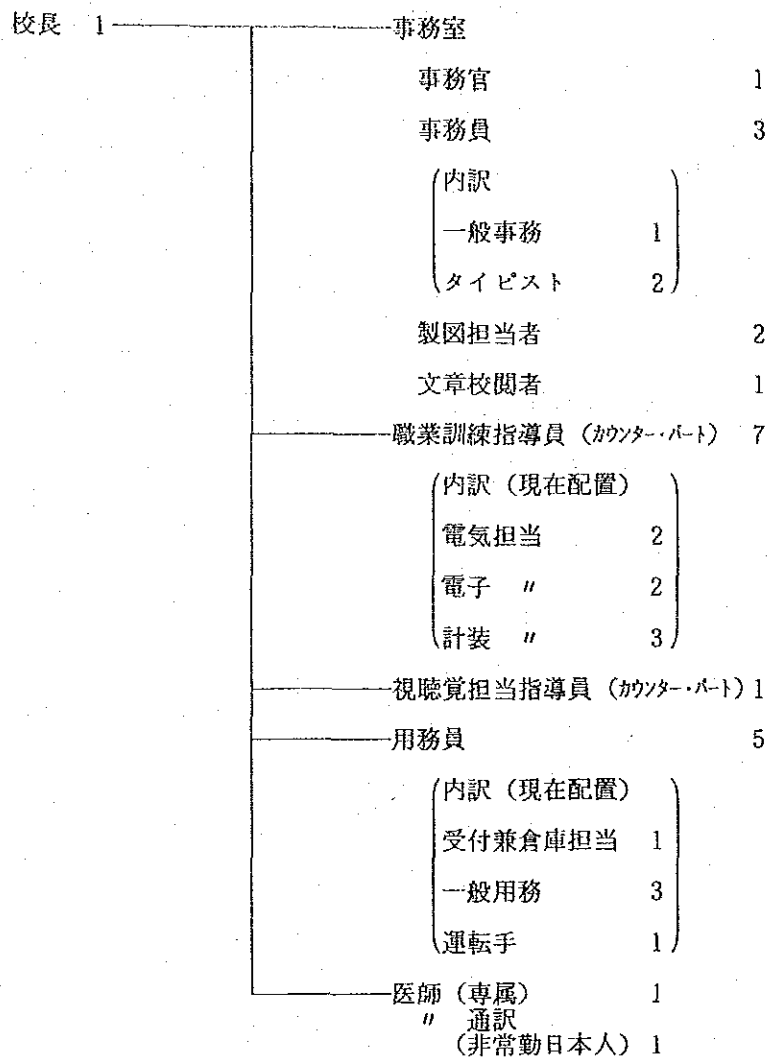 校長 1 事務室
事務官 1
事務員 3
内訳
一般事務 1
タイピスト 2
製図担当者 2
文章校閲者 1
職業訓練指導員 (カウンター・パート) 7
内訳 (現在配置)
電気担当 2
電子 〃 2
計装 〃 3
視聴覚担当指導員 (カウンター・パート) 1
用務員 5
内訳 (現在配置)
受付兼倉庫担当 1
一般用務 3
運転手 1
医師 (専属) 1
〃 通訳
(非常勤日本人) 1